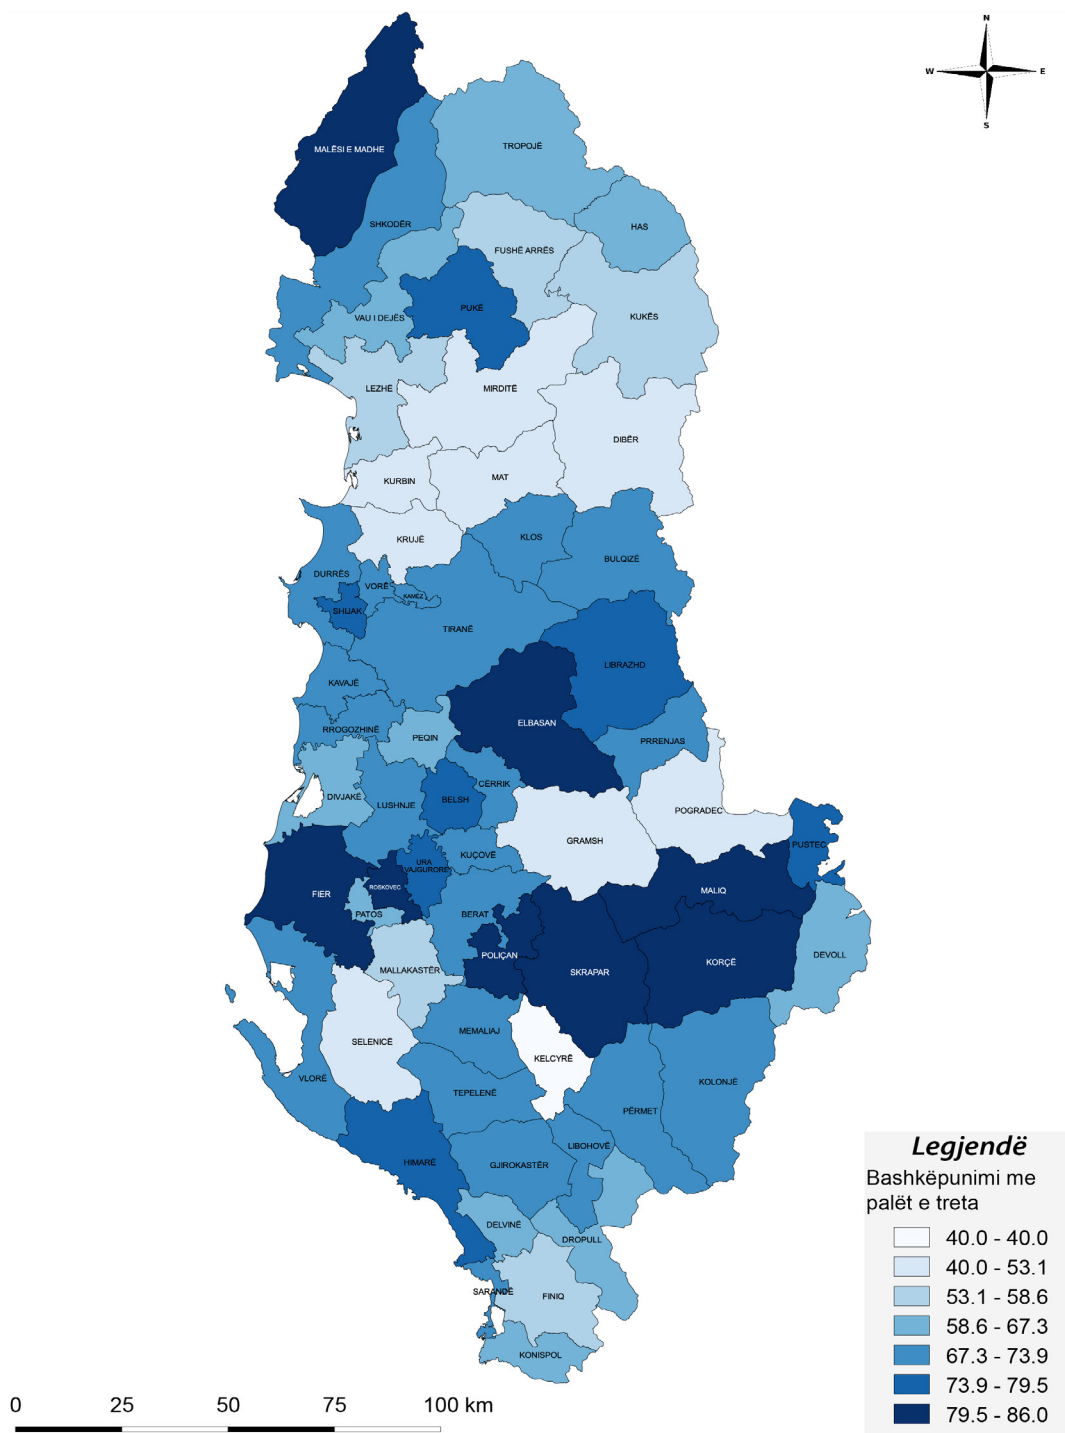 N
W
E
S
MALËSI E MADHE
TROPOJË
SHKODËR
HAS
FUSHË ARRËS
PUKË
VAU I DEJËS
KUKËS
LEZHË
MIRDITË
DIBËR
KURBIN
MAT
KRUJË
KLOS
BULQIZË
DURRËS
VORË
KAMËZ
SHIJAK
TIRANË
LIBRAZHD
KAVAJË
ELBASAN
RROGOZHINË
PEQIN
PRRENJAS
CËRRIK
DIVJAKË
LUSHNJE
BELSH
POGRADEC
GRAMSH
PUSTEC
KUÇOVË
URA
VAJGURORE
ROSKOVEC
FIER
MALIQ
PATOS
BERAT
POLIÇAN
DEVOLL
KORÇË
MALLAKASTËR
SKRAPAR
MEMALIAJ
SELENICË
KELCYRË
VLORË
KOLONJË
TEPELENË
PËRMET
LIBOHOVË
HIMARË
GJIROKASTËR
DELVINË
DROPULL
SARANDË
FINIQ
KONISPOL
Legjendë
Bashkëpunimi me
palët e treta
40.0 - 40.0
40.0 - 53.1
53.1 - 58.6
58.6 - 67.3
67.3 - 73.9
73.9 - 79.5
79.5 - 86.0
0 25 50 75 100 km